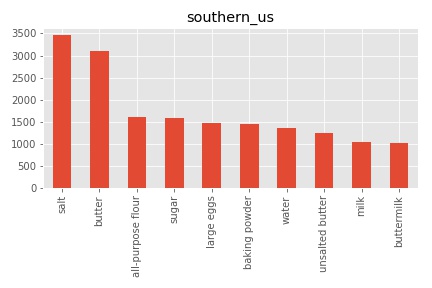 southern_us
3500
3000
2500
2000
1500
1000
500
0
salt
butter
all-purpose flour
sugar
large eggs
baking powder
water
unsalted butter
milk
buttermilk